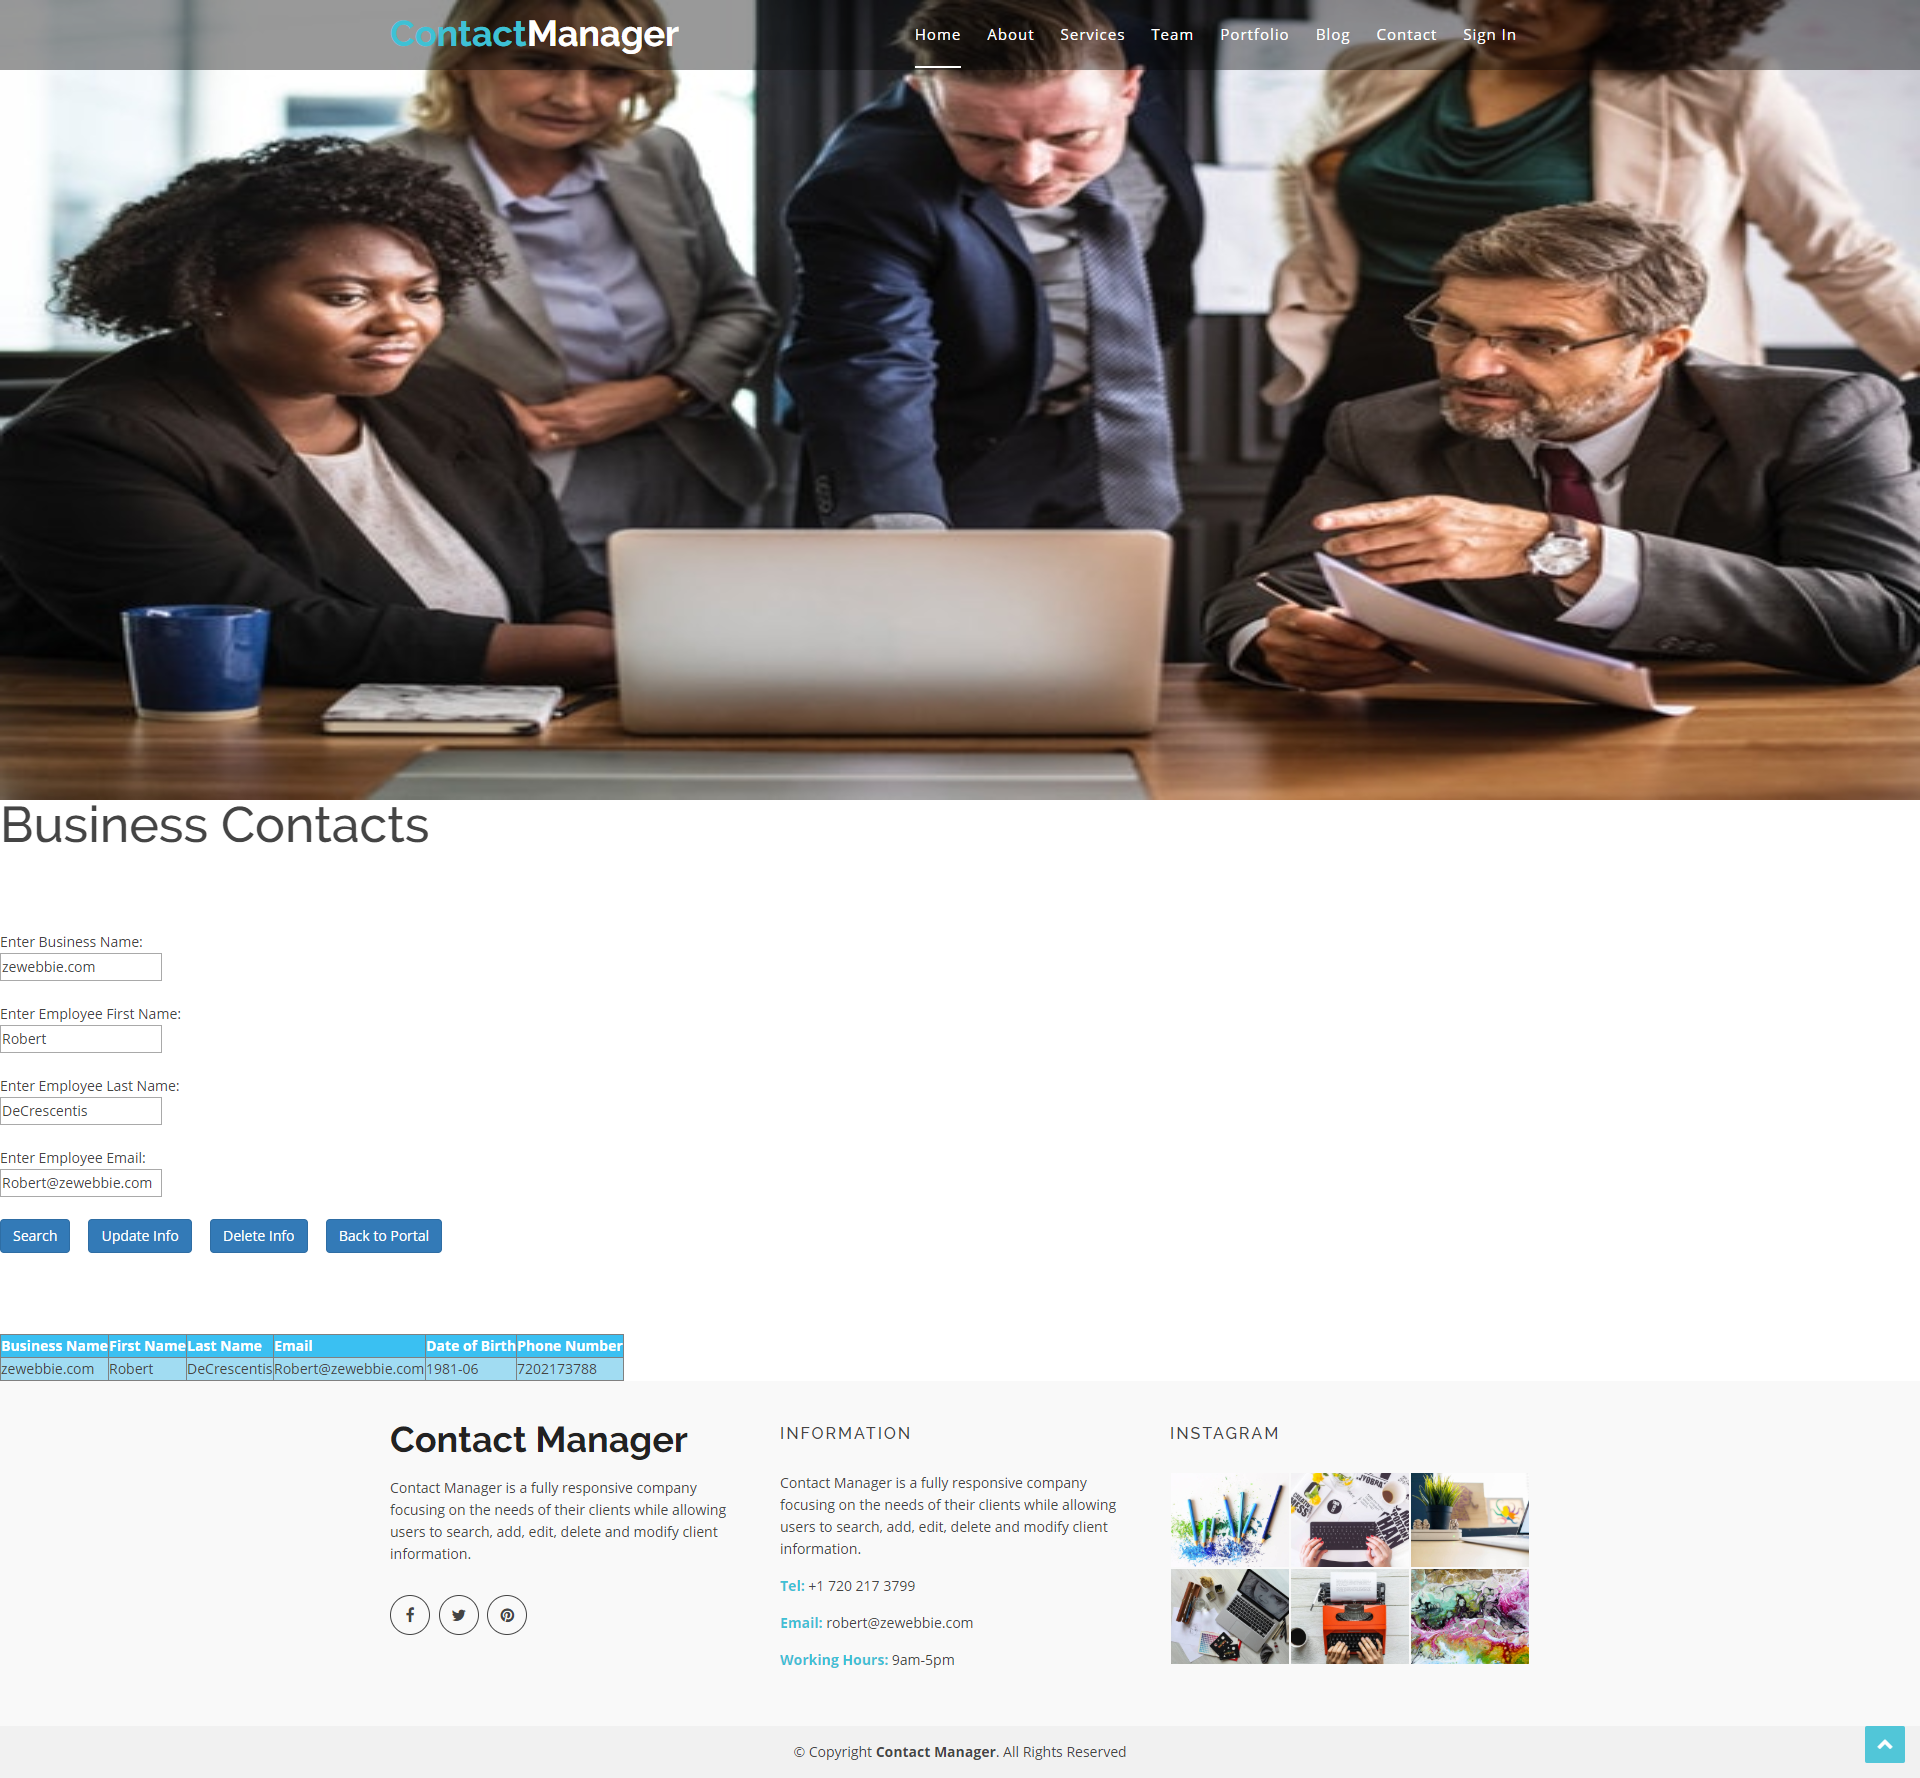 ContactManager
Home About Services Team Portfolio Blog Contact Sign In
Business Contacts
Enter Business Name:
zewebbie.com
Enter Employee First Name:
Robert
Enter Employee Last Name:
DeCrescentis
Enter Employee Email:
Robert@zewebbie.com
Search Update Info Delete Info Back to Portal
Business Name First Name Last Name Email Date of Birth Phone Number
zewebbie.com Robert DeCrescentis Robert@zewebbie.com 1981-06 7202173788
Contact Manager
Contact Manager is a fully responsive company
focusing on the needs of their clients while allowing
users to search, add, edit, delete and modify client
information.
INFORMATION
Contact Manager is a fully responsive company
focusing on the needs of their clients while allowing
users to search, add, edit, delete and modify client
information.
Tel: +1 720 217 3799
Email: robert@zewebbie.com
Working Hours: 9am-5pm
INSTAGRAM
© Copyright Contact Manager. All Rights Reserved